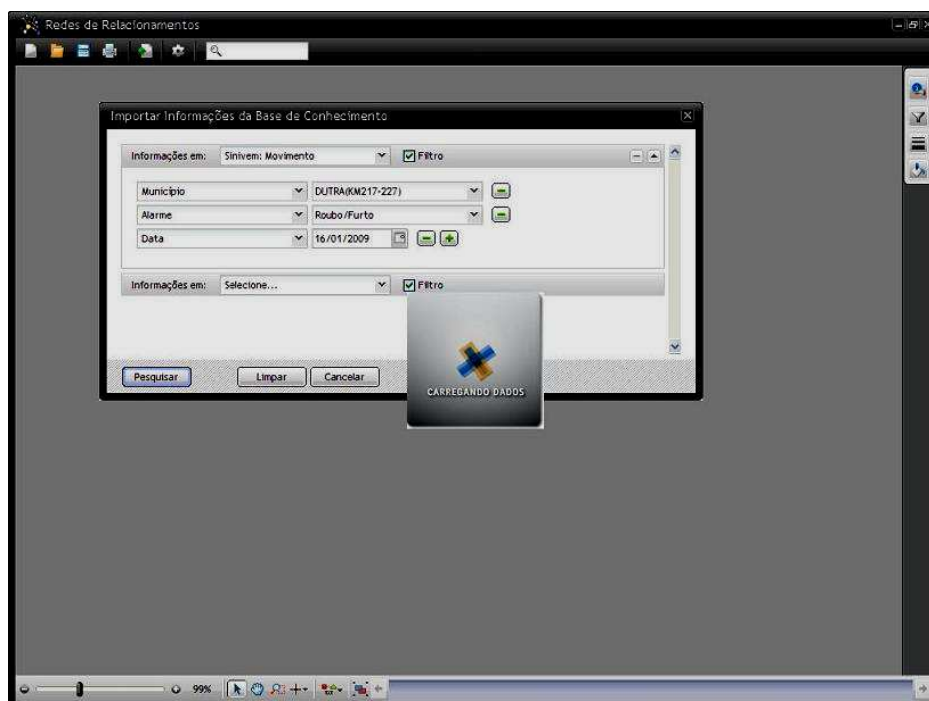 Redes de Relacionamentos
Importar Informações da Base de Conhecimento
Informações em: Sinivem: Movimento Filtro
Município DUTRA(KM217-227)
Alarme Roubo/Furto
Data 16/01/2009
Informações em: Selecione... Filtro
CARREGANDO DADOS
Pesquisar Limpar Cancelar
99%